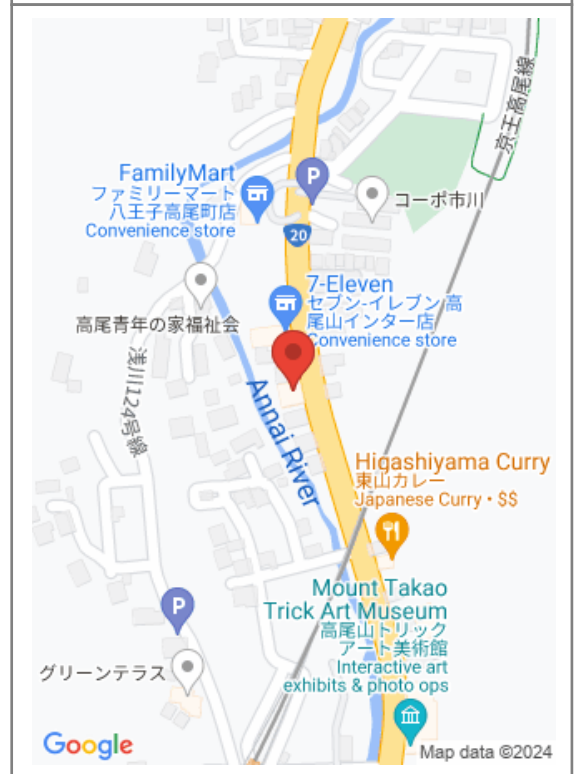 京王高尾線
FamilyMart
ファミリーマート
八王子高尾町店
Convenience store
P
コーポ市川
20
7-Eleven
セブン-イレブン 高
尾山インター店
Convenience store
高尾青年の家福祉会
浅川124号線
Annai River
Higashiyama Curry
東山カレー
Japanese Curry • $$
Mount Takao
Trick Art Museum
高尾山トリック
アート美術館
Interactive art
exhibits & photo ops
P
グリーンテラス
Google
Map data ©2024